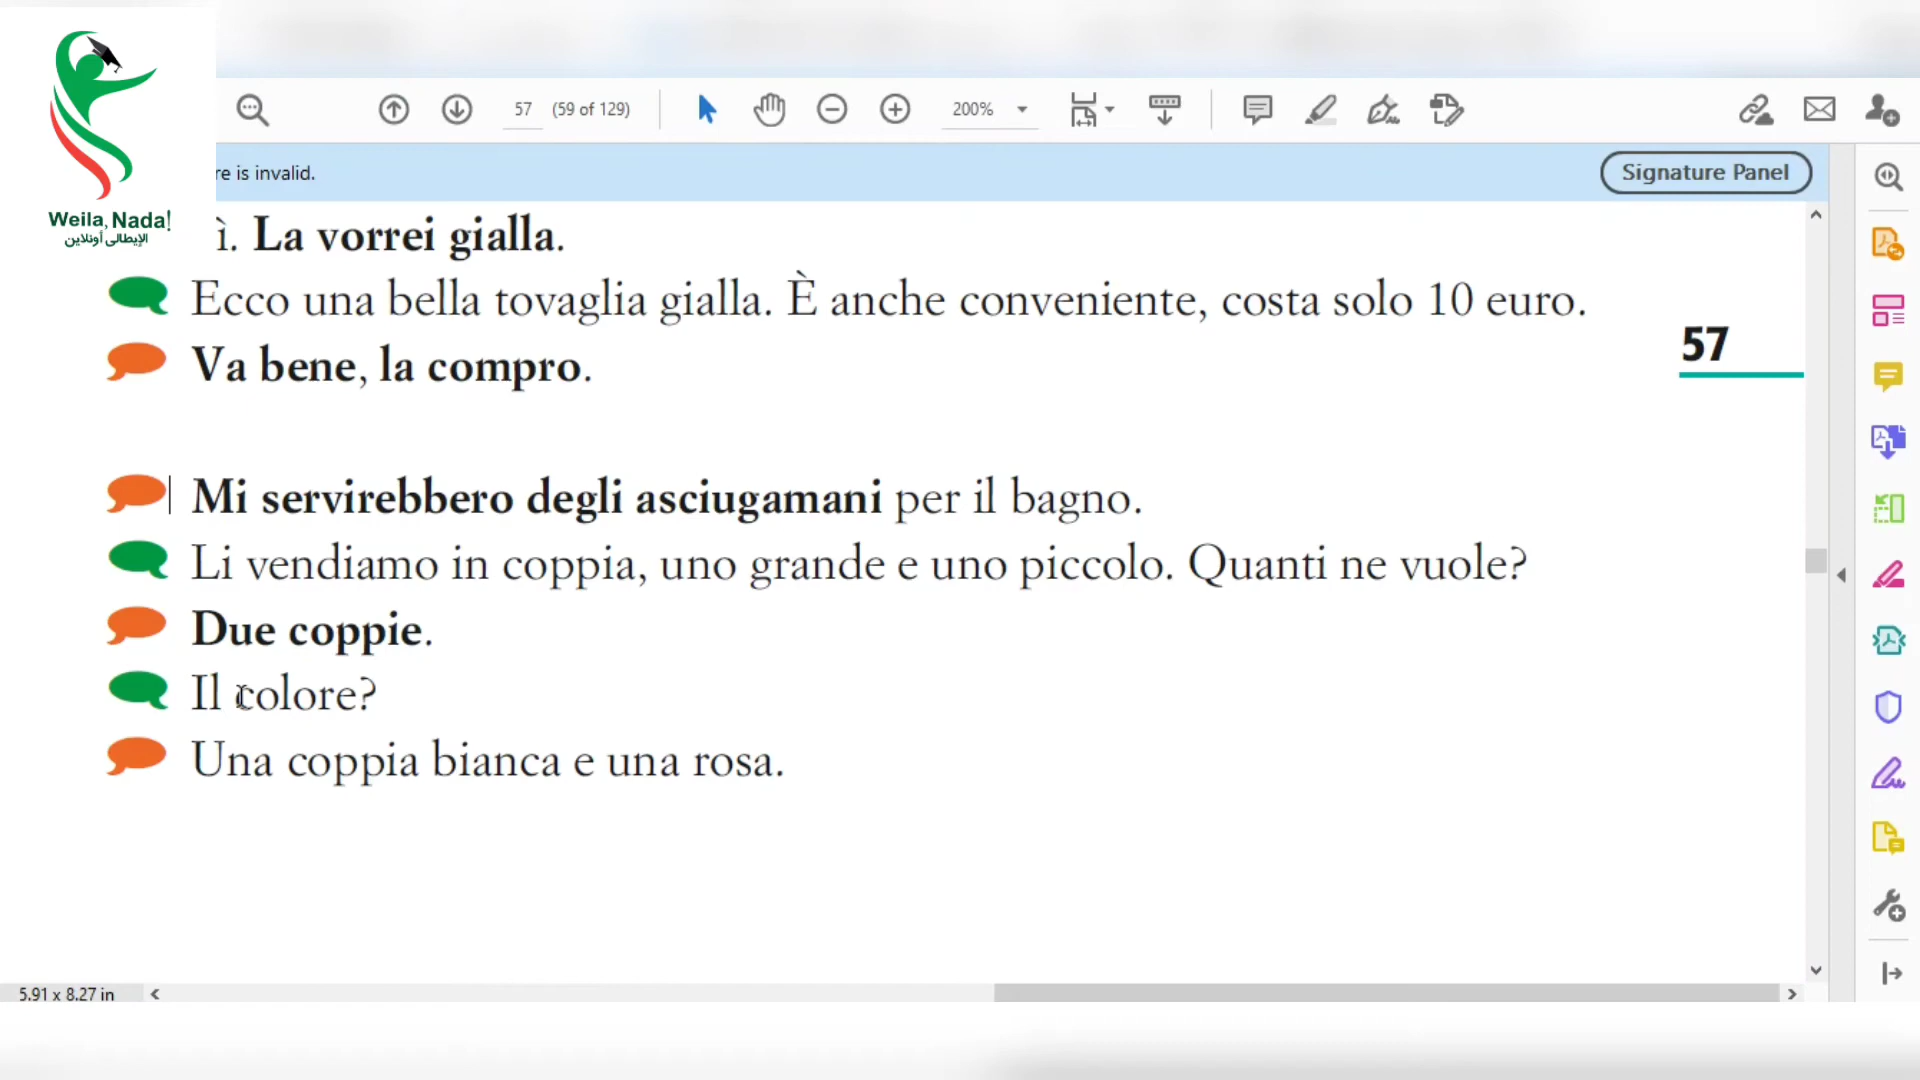 57 (59 of 129)
200%
re is invalid.
Signature Panel
Weila, Nada!
الإيطالى أونلاين
ì. La vorrei gialla.
Ecco una bella tovaglia gialla. È anche conveniente, costa solo 10 euro.
57
Va bene, la compro.
Mi servirebbero degli asciugamani per il bagno.
Li vendiamo in coppia, uno grande e uno piccolo. Quanti ne vuole?
Due coppie.
Il colore?
Una coppia bianca e una rosa.
5.91 x 8.27 in